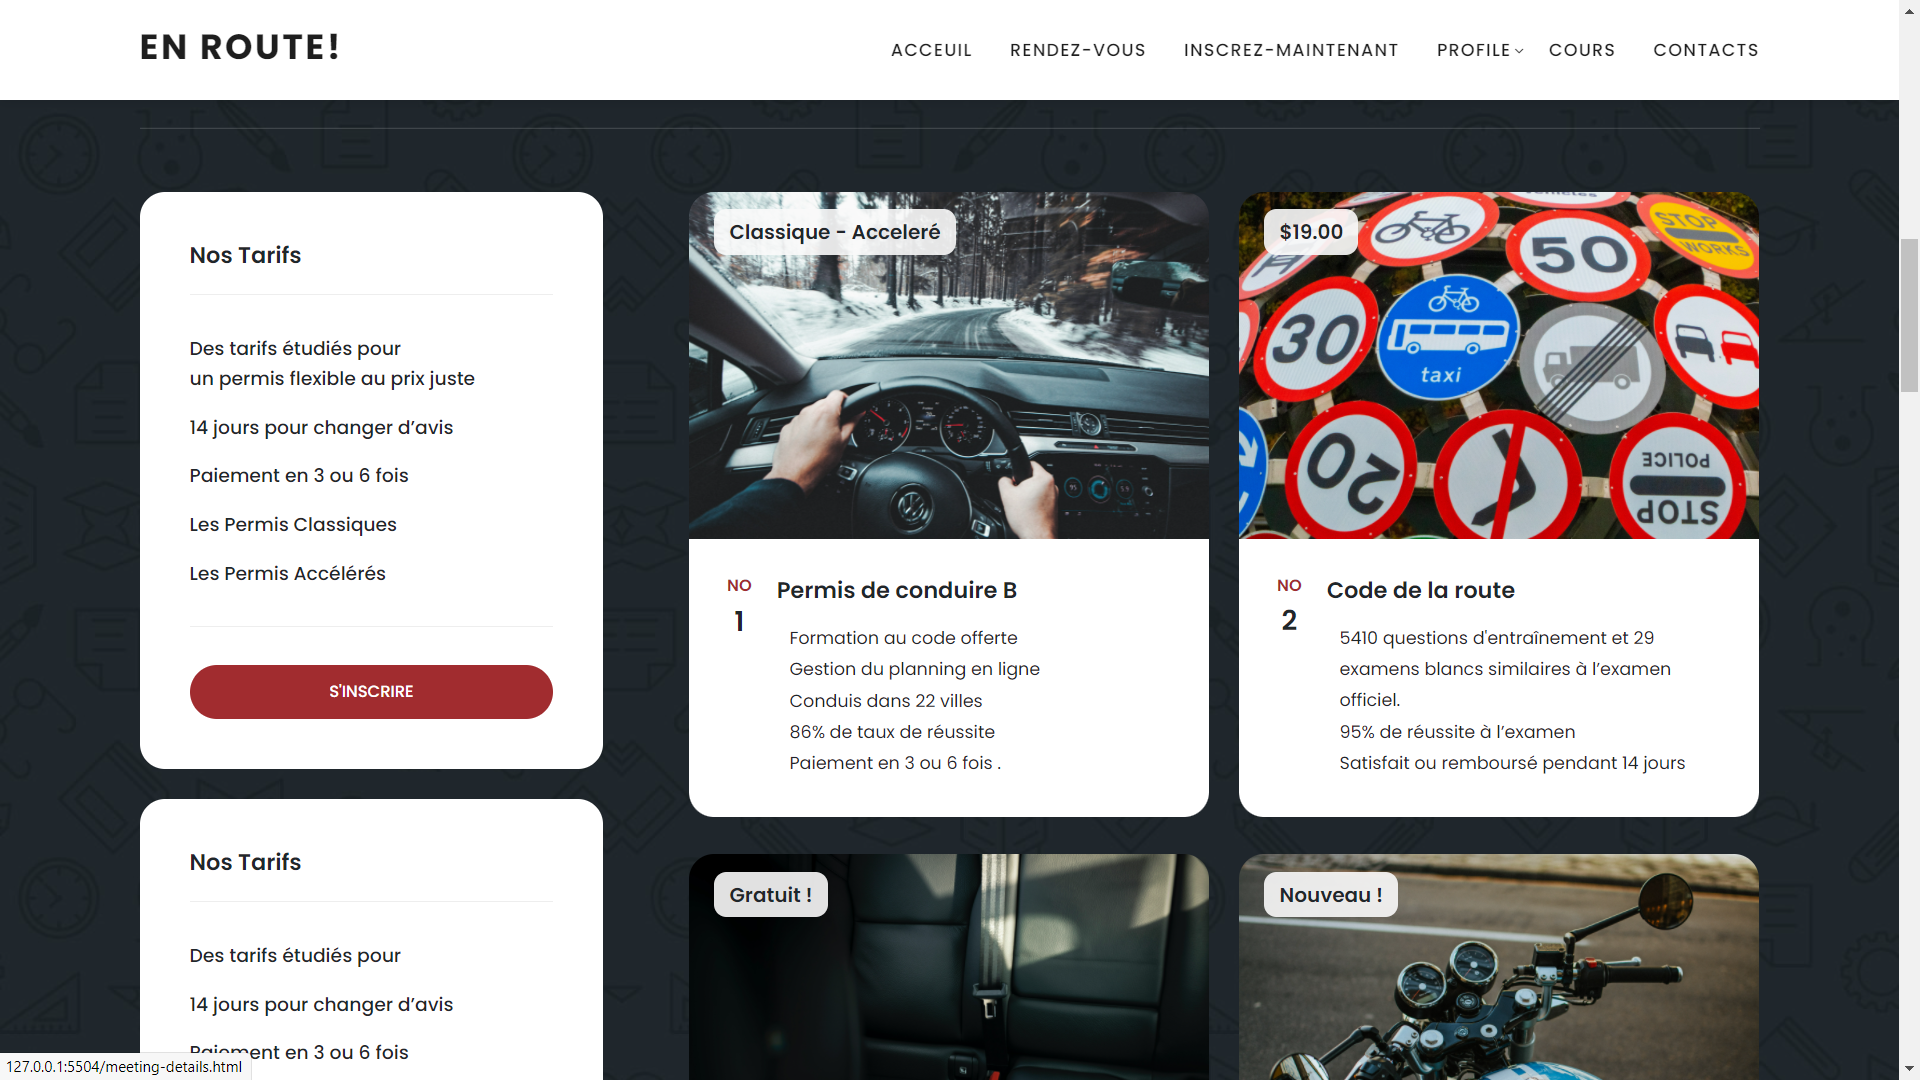 EN ROUTE!
ACCEUIL
RENDEZ-VOUS
INSCREZ-MAINTENANT
PROFILE
COURS
CONTACTS
Nos Tarifs
Des tarifs étudiés pour
un permis flexible au prix juste
14 jours pour changer d’avis
Paiement en 3 ou 6 fois
Les Permis Classiques
Les Permis Accélérés
S'INSCRIRE
Classique - Acceleré
NO
1
Permis de conduire B
Formation au code offerte
Gestion du planning en ligne
Conduis dans 22 villes
86% de taux de réussite
Paiement en 3 ou 6 fois .
$19.00
vehicles
STOP
WORKS
50
30
taxi
20
POLICE
STOP
NO
2
Code de la route
5410 questions d'entraînement et 29
examens blancs similaires à l’examen
officiel.
95% de réussite à l’examen
Satisfait ou remboursé pendant 14 jours
Nos Tarifs
Des tarifs étudiés pour
14 jours pour changer d’avis
Paiement en 3 ou 6 fois
Gratuit !
Nouveau !
127.0.0.1:5504/meeting-details.html